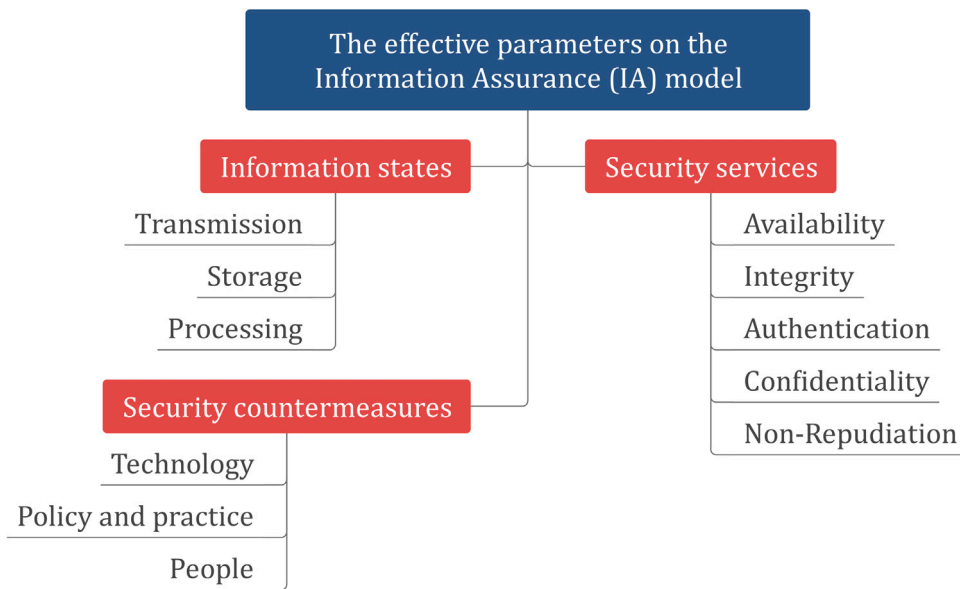 The effective parameters on the
Information Assurance (IA) model
Information states
Transmission
Storage
Processing
Security services
Availability
Integrity
Authentication
Confidentiality
Non-Repudiation
Security countermeasures
Technology
Policy and practice
People